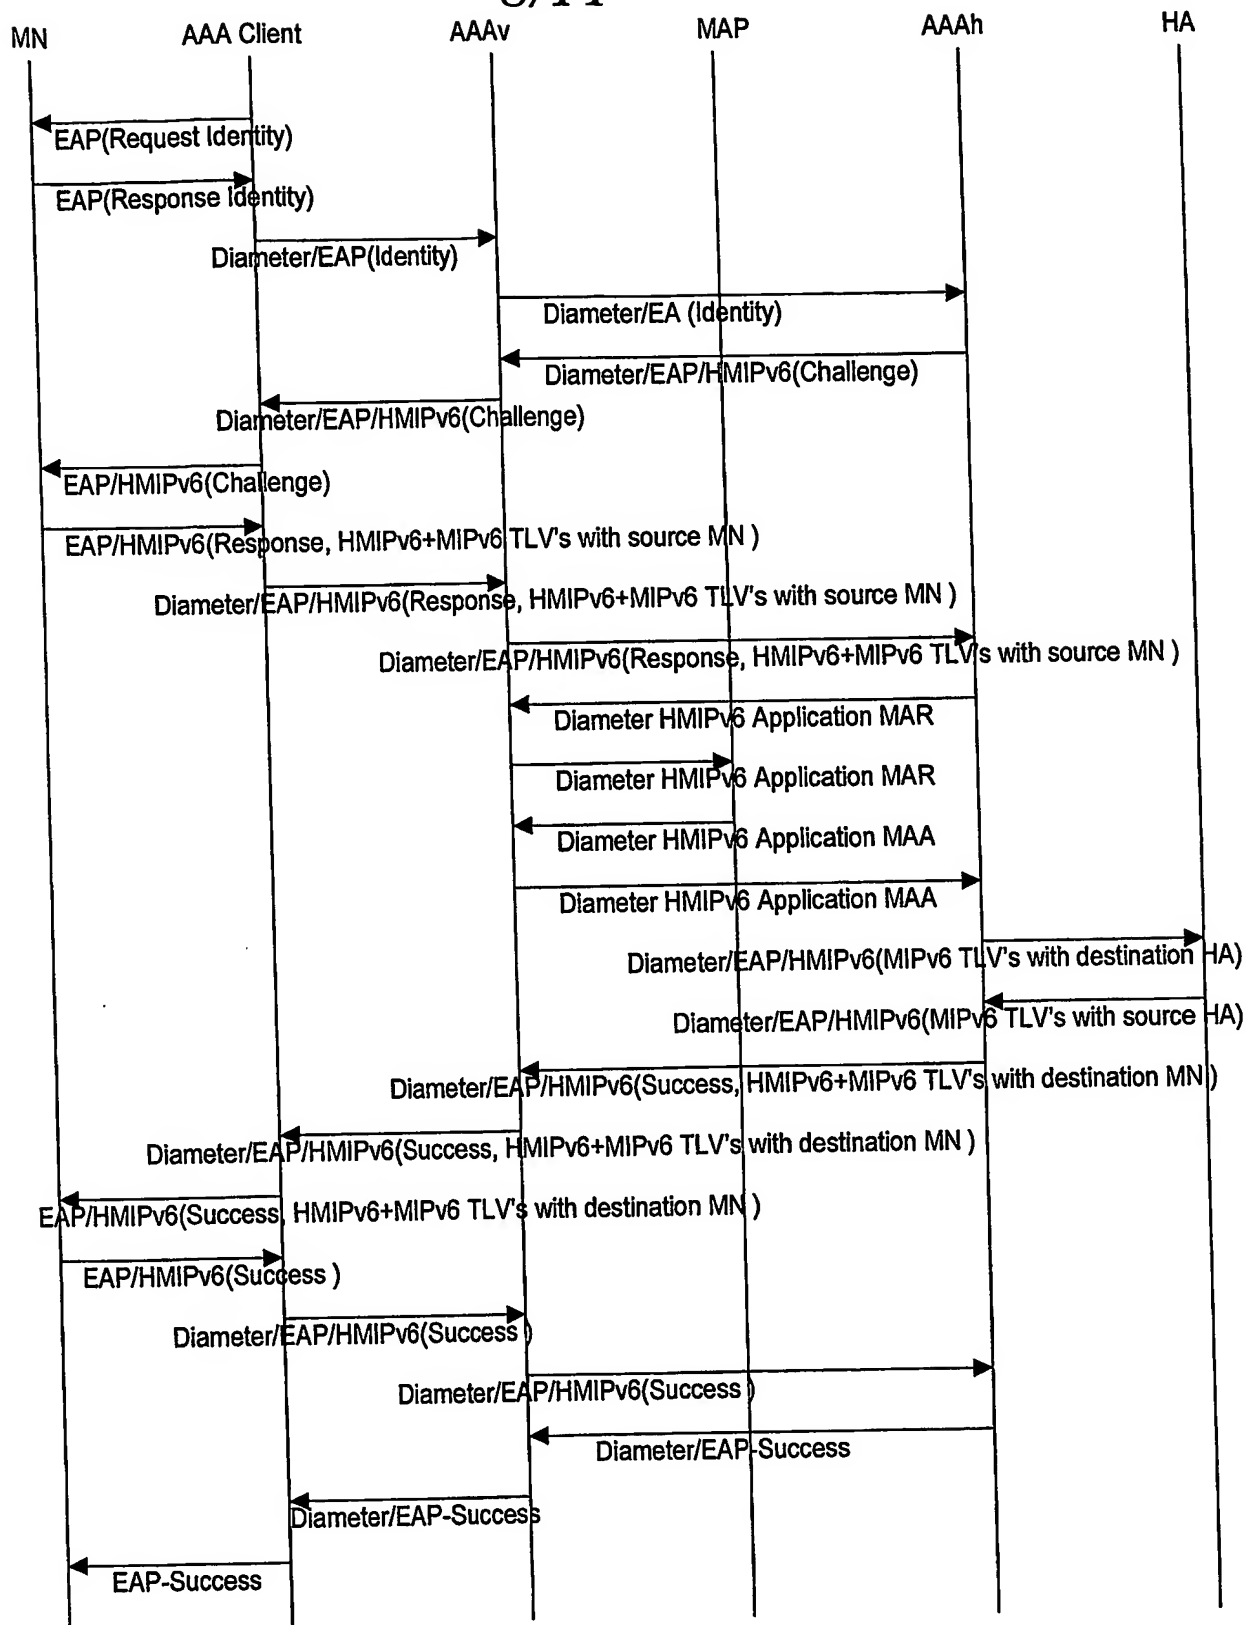 MN AAA Client AAAv MAP AAAh HA
EAP(Request Identity)
EAP(Response Identity)
Diameter/EAP(Identity)
Diameter/EA (Identity)
Diameter/EAP/HMIPv6(Challenge)
Diameter/EAP/HMIPv6(Challenge)
EAP/HMIPv6(Challenge)
EAP/HMIPv6(Response, HMIPv6+MIPv6 TLV's with source MN )
Diameter/EAP/HMIPv6(Response, HMIPv6+MIPv6 TLV's with source MN )
Diameter/EAP/HMIPv6(Response, HMIPv6+MIPv6 TLV's with source MN )
Diameter HMIPv6 Application MAR
Diameter HMIPv6 Application MAR
Diameter HMIPv6 Application MAA
Diameter HMIPv6 Application MAA
Diameter/EAP/HMIPv6(MIPv6 TLV's with destination HA)
Diameter/EAP/HMIPv6(MIPv6 TLV's with source HA)
Diameter/EAP/HMIPv6(Success, HMIPv6+MIPv6 TLV's with destination MN )
Diameter/EAP/HMIPv6(Success, HMIPv6+MIPv6 TLV's with destination MN )
EAP/HMIPv6(Success, HMIPv6+MIPv6 TLV's with destination MN )
EAP/HMIPv6(Success )
Diameter/EAP/HMIPv6(Success )
Diameter/EAP/HMIPv6(Success )
Diameter/EAP-Success
Diameter/EAP-Success
EAP-Success